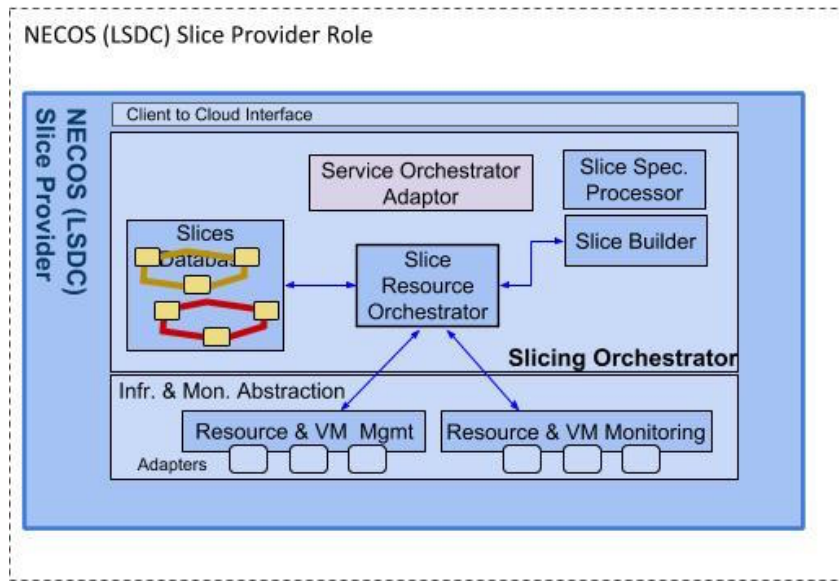 NECOS (LSDC) Slice Provider Role
NECOS (LSDC)
Slice Provider
Client to Cloud Interface
Service Orchestrator
Adaptor
Slice Spec.
Processor
Slices
Database
Slice
Resource
Orchestrator
Slice Builder
Slicing Orchestrator
Infr. & Mon. Abstraction
Resource & VM Mgmt
Resource & VM Monitoring
Adapters